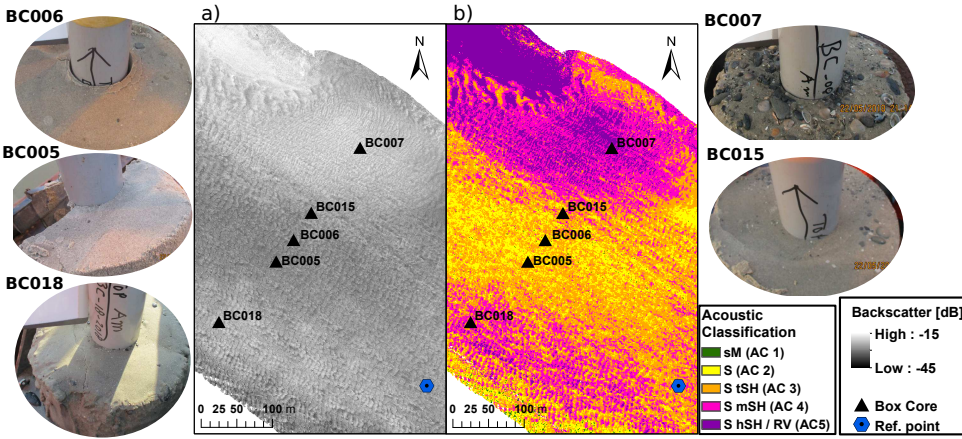 BC006
BC005
BC018
TOP Am
a)
N
BC007
BC015
BC006
BC005
BC018
0 25 50 100 m
b)
N
BC007
BC015
BC006
BC005
BC018
0 25 50 100 m
BC007
BC015
Acoustic
Classification
sM (AC 1)
S (AC 2)
S tSH (AC 3)
S mSH (AC 4)
S hSH / RV (AC5)
Backscatter [dB]
High : -15
Low : -45
Box Core
Ref. point